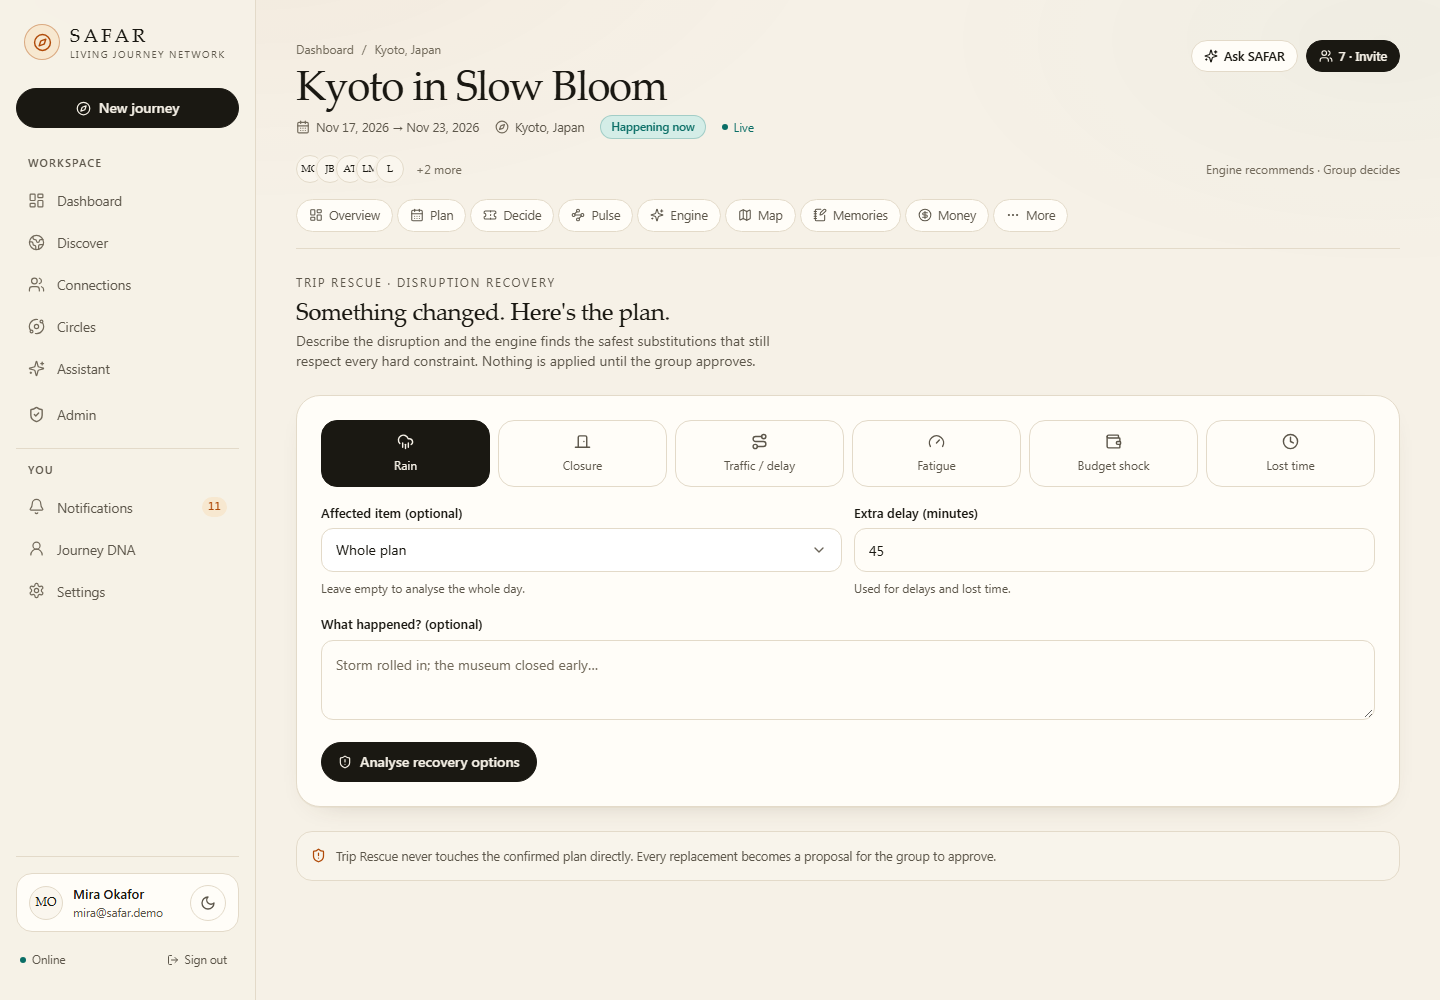 SAFAR
LIVING JOURNEY NETWORK
New journey
WORKSPACE
Dashboard
Discover
Connections
Circles
Assistant
Admin
YOU
Notifications 11
Journey DNA
Settings
MO
Mira Okafor
mira@safar.demo
Online
Sign out
Dashboard / Kyoto, Japan
Ask SAFAR
7 · Invite
Kyoto in Slow Bloom
Nov 17, 2026 → Nov 23, 2026 Kyoto, Japan Happening now Live
JB L +2 more
Engine recommends · Group decides
Overview Plan Decide Pulse Engine Map Memories Money More
TRIP RESCUE · DISRUPTION RECOVERY
Something changed. Here's the plan.
Describe the disruption and the engine finds the safest substitutions that still
respect every hard constraint. Nothing is applied until the group approves.
Rain Closure Traffic / delay Fatigue Budget shock Lost time
Affected item (optional)
Whole plan
Leave empty to analyse the whole day.
Extra delay (minutes)
45
Used for delays and lost time.
What happened? (optional)
Storm rolled in; the museum closed early...
Analyse recovery options
Trip Rescue never touches the confirmed plan directly. Every replacement becomes a proposal for the group to approve.